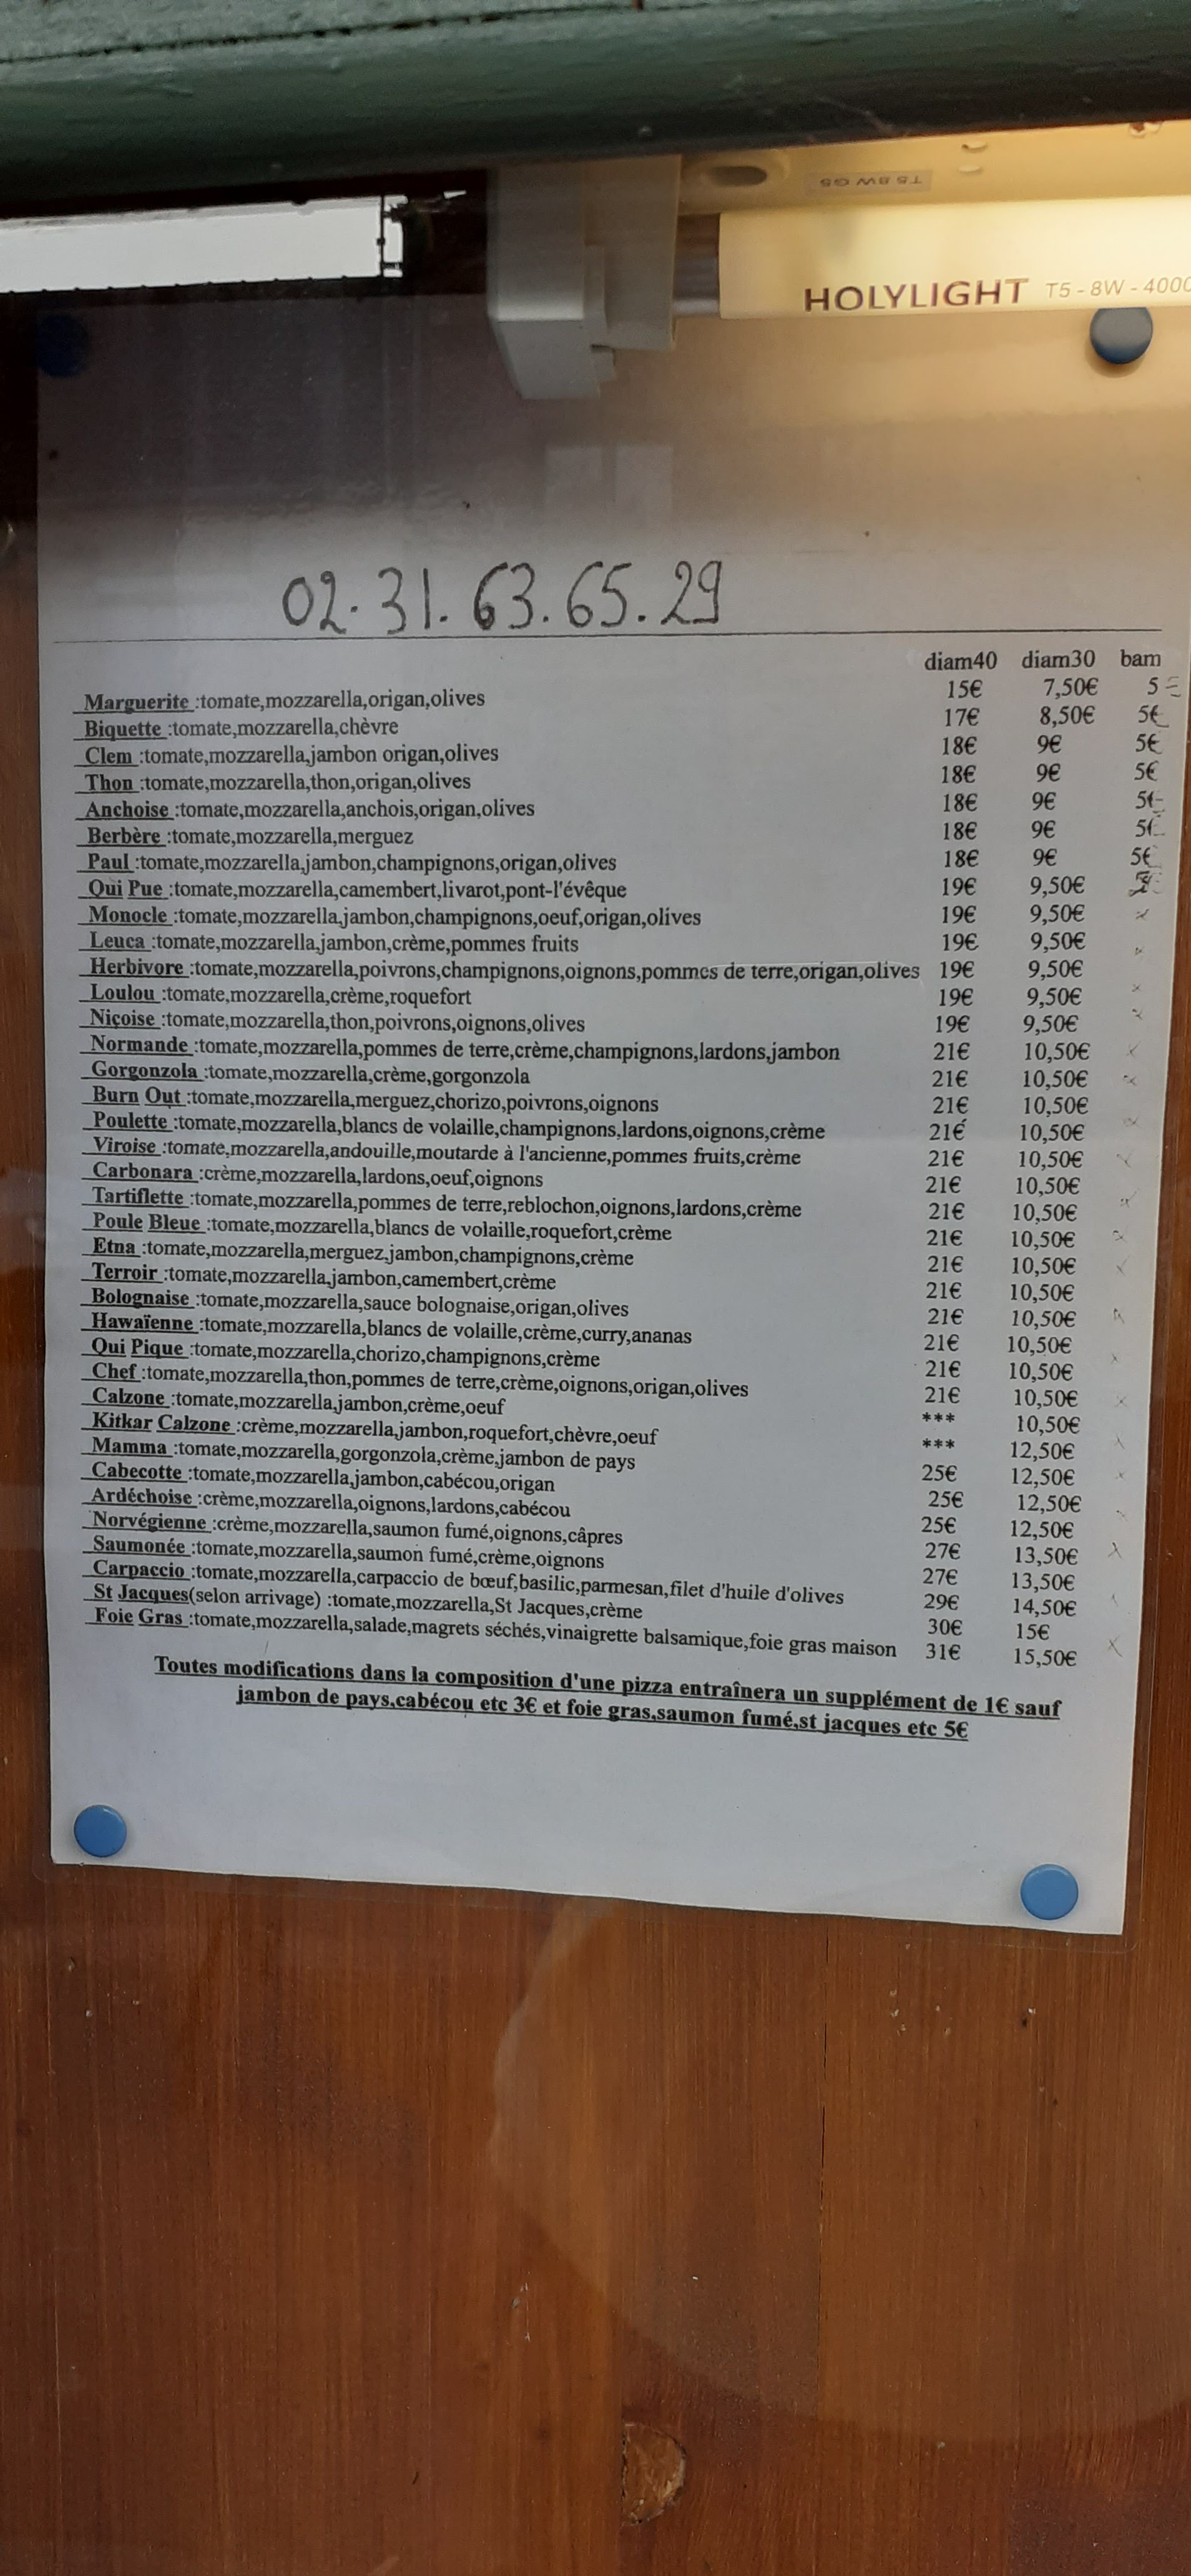 T5 8W G5
HOLYLIGHT T5 - 8W - 4000
02.31.63.65.29
diam40 diam30 bam
Marguerite :tomate,mozzarella,origan,olives 15€ 7,50€ 5
Biquette :tomate,mozzarella,chèvre 17€ 8,50€ 5€
Clem :tomate,mozzarella,jambon origan,olives 18€ 9€ 5€
Thon :tomate,mozzarella,thon,origan,olives 18€ 9€ 5€
Anchoise :tomate,mozzarella,anchois,origan,olives 18€ 9€ 5€
Berbère :tomate,mozzarella,merguez 18€ 9€ 5€
Paul :tomate,mozzarella,jambon,champignons,origan,olives 18€ 9€ 5€
Qui Pue :tomate,mozzarella,camembert,livarot,pont-l'évêque 19€ 9,50€
Monocle :tomate,mozzarella,jambon,champignons,oeuf,origan,olives 19€ 9,50€
Leuca :tomate,mozzarella,jambon,crème,pommes fruits 19€ 9,50€
Herbivore :tomate,mozzarella,poivrons,champignons,oignons,pommes de terre,origan,olives 19€ 9,50€
Loulou :tomate,mozzarella,crème,roquefort 19€ 9,50€
Niçoise :tomate,mozzarella,thon,poivrons,oignons,olives 19€ 9,50€
Normande :tomate,mozzarella,pommes de terre,crème,champignons,lardons,jambon 21€ 10,50€
Gorgonzola :tomate,mozzarella,crème,gorgonzola 21€ 10,50€
Burn Out :tomate,mozzarella,merguez,chorizo,poivrons,oignons 21€ 10,50€
Poulette :tomate,mozzarella,blancs de volaille,champignons,lardons,oignons,crème 21€ 10,50€
Viroise :tomate,mozzarella,andouille,moutarde à l'ancienne,pommes fruits,crème 21€ 10,50€
Carbonara :crème,mozzarella,lardons,oeuf,oignons 21€ 10,50€
Tartiflette :tomate,mozzarella,pommes de terre,reblochon,oignons,lardons,crème 21€ 10,50€
Poule Bleue :tomate,mozzarella,blancs de volaille,roquefort,crème 21€ 10,50€
Etna :tomate,mozzarella,merguez,jambon,champignons,crème 21€ 10,50€
Terroir :tomate,mozzarella,jambon,camembert,crème 21€ 10,50€
Bolognaise :tomate,mozzarella,sauce bolognaise,origan,olives 21€ 10,50€
Hawaïenne :tomate,mozzarella,blancs de volaille,crème,curry,ananas 21€ 10,50€
Qui Pique :tomate,mozzarella,chorizo,champignons,crème 21€ 10,50€
Chef :tomate,mozzarella,thon,pommes de terre,crème,oignons,origan,olives 21€ 10,50€
Calzone :tomate,mozzarella,jambon,crème,oeuf *** 10,50€
Kitkar Calzone :crème,mozzarella,jambon,roquefort,chèvre,oeuf *** 12,50€
Mamma :tomate,mozzarella,gorgonzola,crème,jambon de pays 25€ 12,50€
Cabecotte :tomate,mozzarella,jambon,cabécou,origan 25€ 12,50€
Ardéchoise :crème,mozzarella,oignons,lardons,cabécou 25€ 12,50€
Norvégienne :crème,mozzarella,saumon fumé,oignons,câpres 27€ 13,50€
Saumonée :tomate,mozzarella,saumon fumé,crème,oignons 27€ 13,50€
Carpaccio :tomate,mozzarella,carpaccio de bœuf,basilic,parmesan,filet d'huile d'olives 29€ 14,50€
St Jacques(selon arrivage) :tomate,mozzarella,St Jacques,crème 30€ 15€
Foie Gras :tomate,mozzarella,salade,magrets séchés,vinaigrette balsamique,foie gras maison 31€ 15,50€
Toutes modifications dans la composition d'une pizza entraînera un supplément de 1€ sauf
jambon de pays,cabécou etc 3€ et foie gras,saumon fumé,st jacques etc 5€